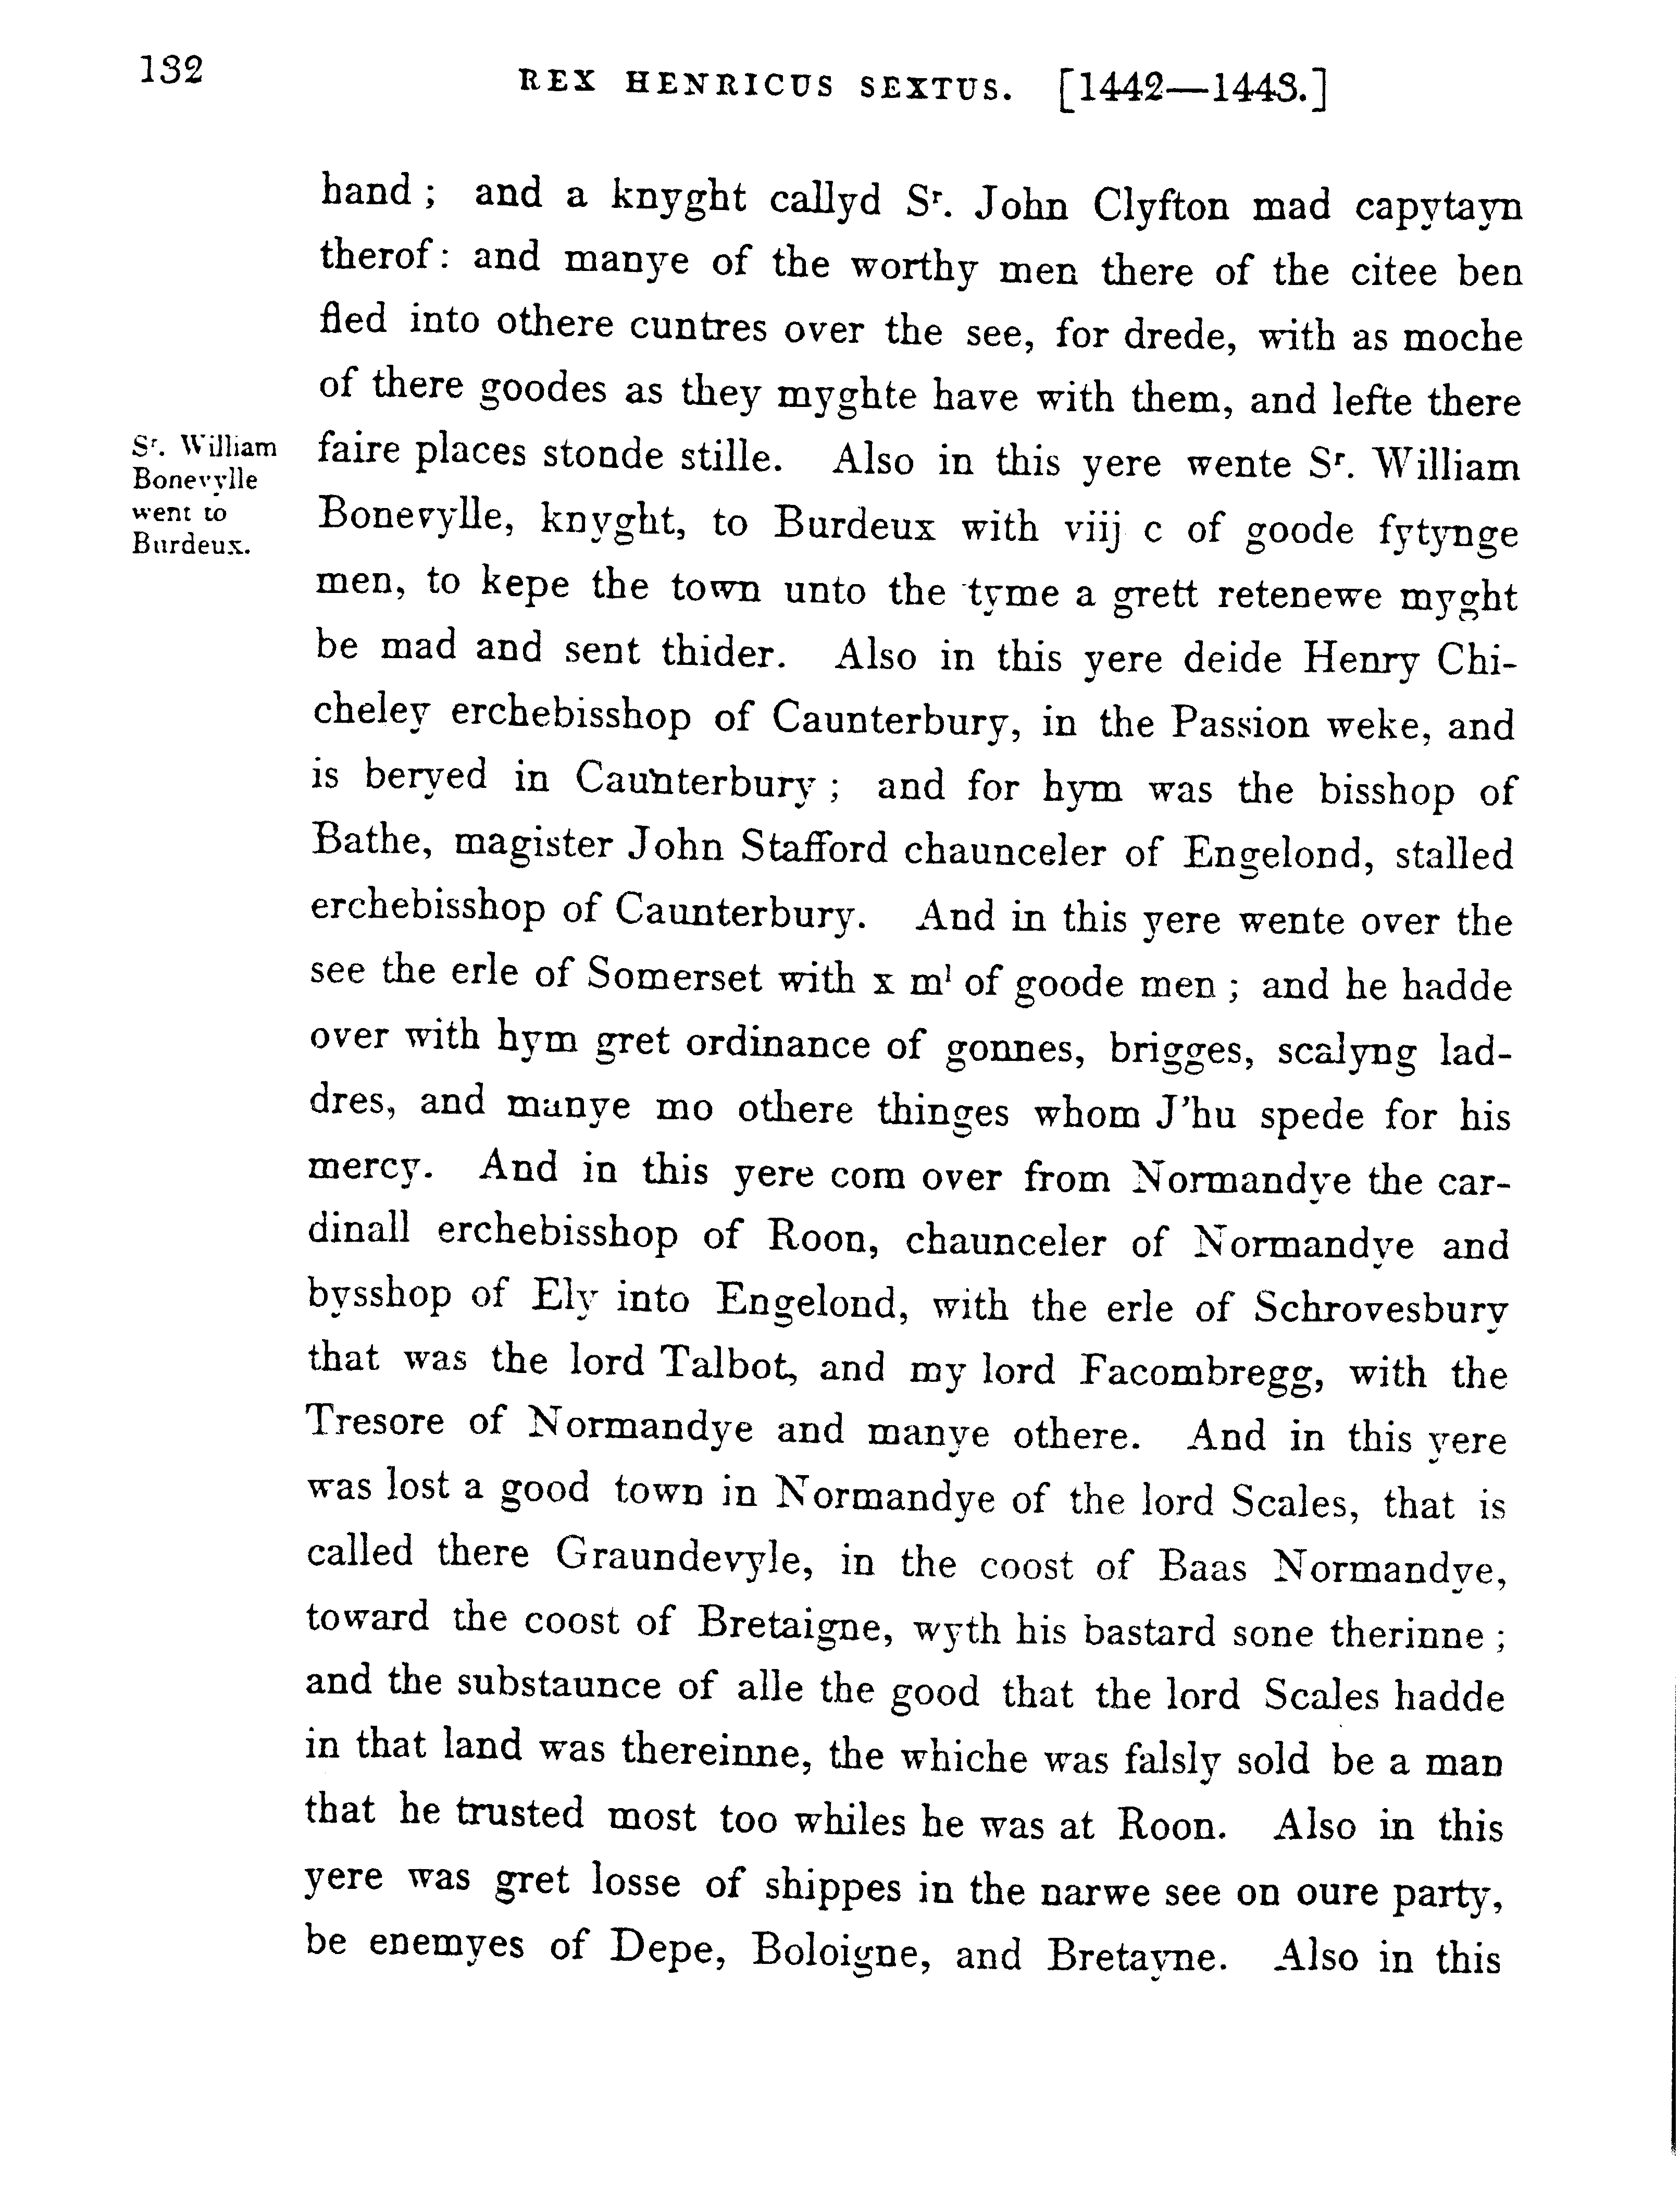 132
REX HENRICUS SEXTUS. [1442—1443.]
hand ; and a knyght callyd Sʳ. John Clyfton mad capytayn
therof : and manye of the worthy men there of the citee ben
fled into othere cuntres over the see, for drede, with as moche
of there goodes as they myghte have with them, and lefte there
faire places stonde stille. Also in this yere wente Sʳ. William
Bonevylle, knyght, to Burdeux with viij c of goode fytynge
men, to kepe the town unto the tyme a grett retenewe myght
be mad and sent thider. Also in this yere deide Henry Chi-
cheley erchebisshop of Caunterbury, in the Passion weke, and
is beryed in Caunterbury ; and for hym was the bisshop of
Bathe, magister John Stafford chaunceler of Engelond, stalled
erchebisshop of Caunterbury. And in this yere wente over the
see the erle of Somerset with x mˡ of goode men ; and he hadde
over with hym gret ordinance of gonnes, brigges, scalyng lad-
dres, and manye mo othere thinges whom J’hu spede for his
mercy. And in this yere com over from Normandye the car-
dinall erchebisshop of Roon, chaunceler of Normandye and
bysshop of Ely into Engelond, with the erle of Schrovesbury
that was the lord Talbot, and my lord Facombregg, with the
Tresore of Normandye and manye othere. And in this yere
was lost a good town in Normandye of the lord Scales, that is
called there Graundevyle, in the coost of Baas Normandye,
toward the coost of Bretaigne, wyth his bastard sone therinne ;
and the substaunce of alle the good that the lord Scales hadde
in that land was thereinne, the whiche was falsly sold be a man
that he trusted most too whiles he was at Roon. Also in this
yere was gret losse of shippes in the narwe see on oure party,
be enemyes of Depe, Boloigne, and Bretayne. Also in this
Sʳ. William
Bonevylle
went to
Burdeux.